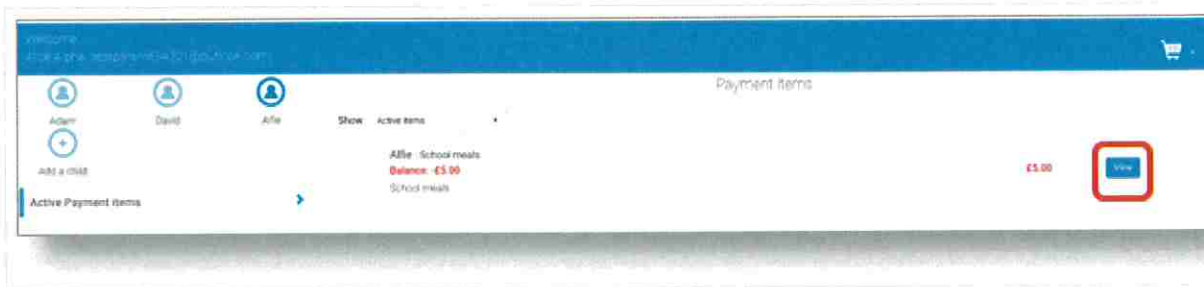 Welcome
Payment items
Adam
David
Alfie
Show Active items
Add a child
Alfie : School meals
Balance: -£5.00
School meals
£5.00
View
Active Payment items